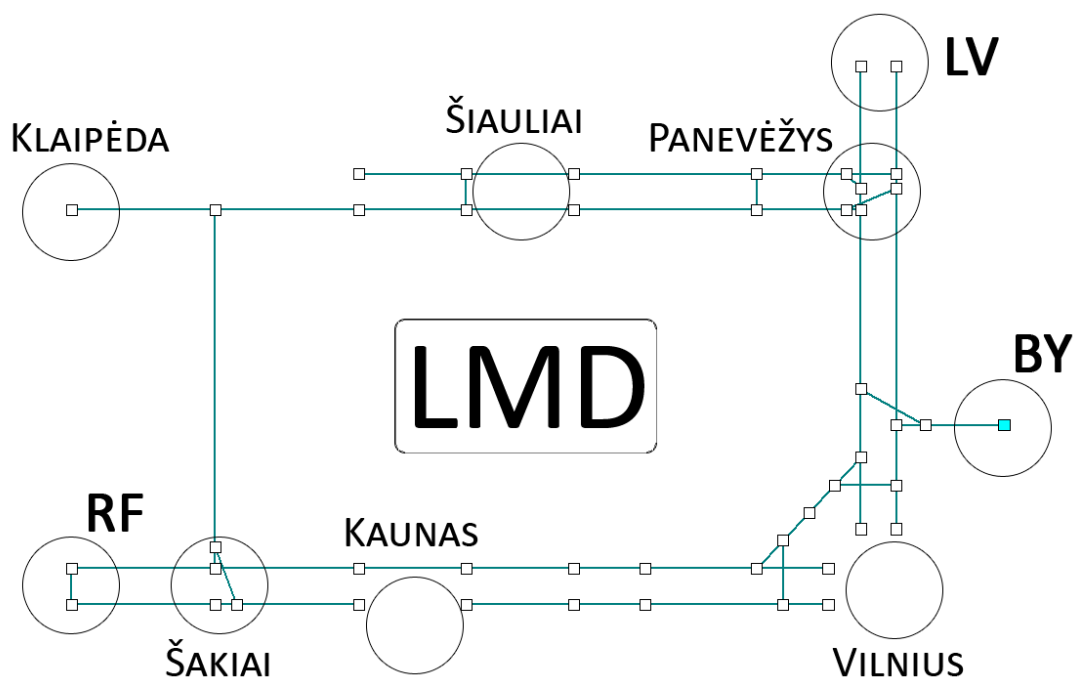 LV
Šiauliai
Panevėžys
Klaipėda
BY
LMD
RF
Kaunas
Šakiai
Vilnius